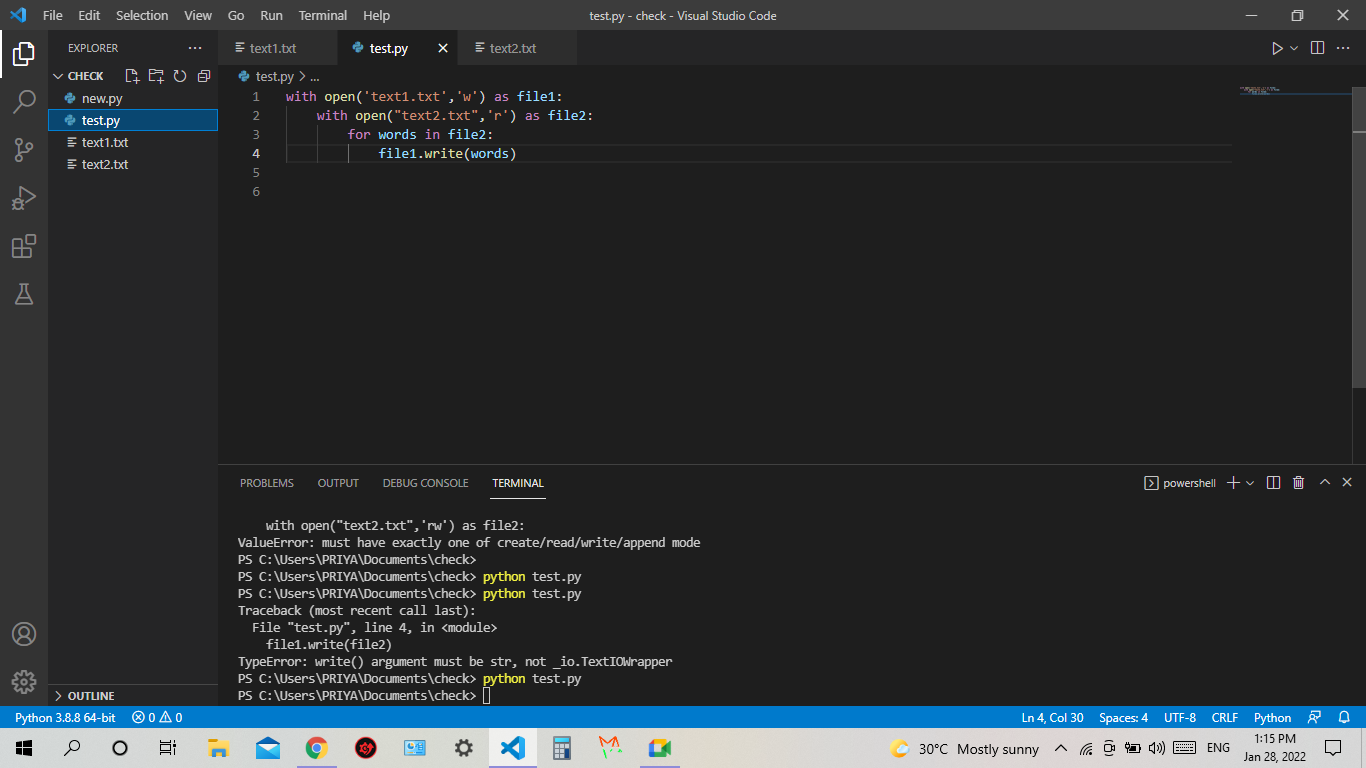 File Edit Selection View Go Run Terminal Help test.py - check - Visual Studio Code
EXPLORER
text1.txt test.py text2.txt
CHECK
test.py > ...
new.py
test.py
text1.txt
text2.txt
1 with open('text1.txt','w') as file1:
2 with open("text2.txt",'r') as file2:
3 for words in file2:
4 file1.write(words)
5
6
PROBLEMS OUTPUT DEBUG CONSOLE TERMINAL powershell
with open("text2.txt",'rw') as file2:
ValueError: must have exactly one of create/read/write/append mode
PS C:\Users\PRIYA\Documents\check>
PS C:\Users\PRIYA\Documents\check> python test.py
PS C:\Users\PRIYA\Documents\check> python test.py
Traceback (most recent call last):
File "test.py", line 4, in <module>
file1.write(file2)
TypeError: write() argument must be str, not _io.TextIOWrapper
PS C:\Users\PRIYA\Documents\check> python test.py
PS C:\Users\PRIYA\Documents\check>
OUTLINE
Python 3.8.8 64-bit 0 0 Ln 4, Col 30 Spaces: 4 UTF-8 CRLF Python
30°C Mostly sunny ENG
1:15 PM
Jan 28, 2022